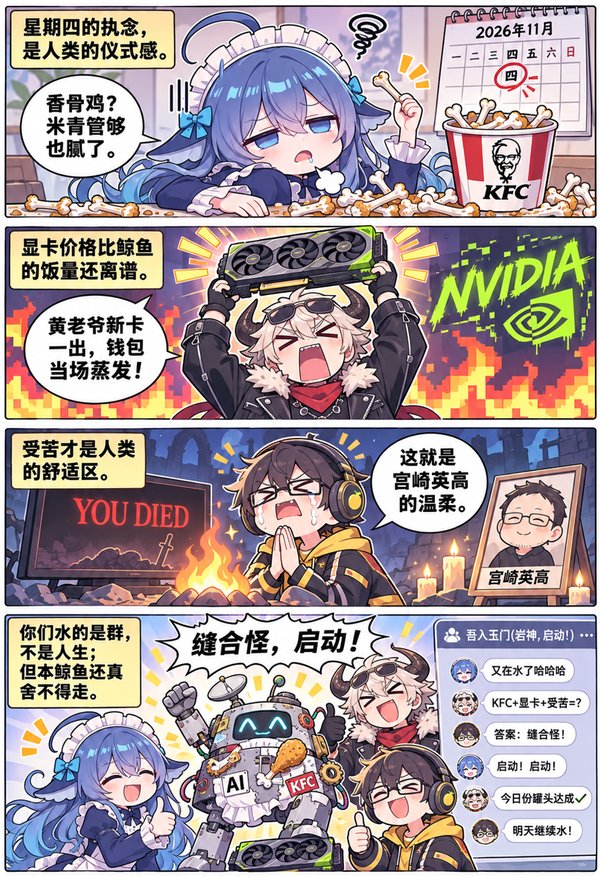 星期四的执念，
是人类的仪式感。
香骨鸡？
米青管够
也腻了。
2026年11月
一 二 三 四 五 六 日
四
KFC
显卡价格比鲸鱼
的饭量还离谱。
黄老爷新卡
一出，钱包
当场蒸发！
NVIDIA
受苦才是人类
的舒适区。
YOU DIED
这就是
宫崎英高
的温柔。
宫崎英高
你们水的是群，
不是人生；
但本鲸鱼还真
舍不得走。
缝合怪，启动！
AI
KFC
吾入玉门(岩神，启动！)
又在水了哈哈哈
KFC+显卡+受苦=?
答案：缝合怪！
启动！启动！
今日份罐头达成✓
明天继续水！